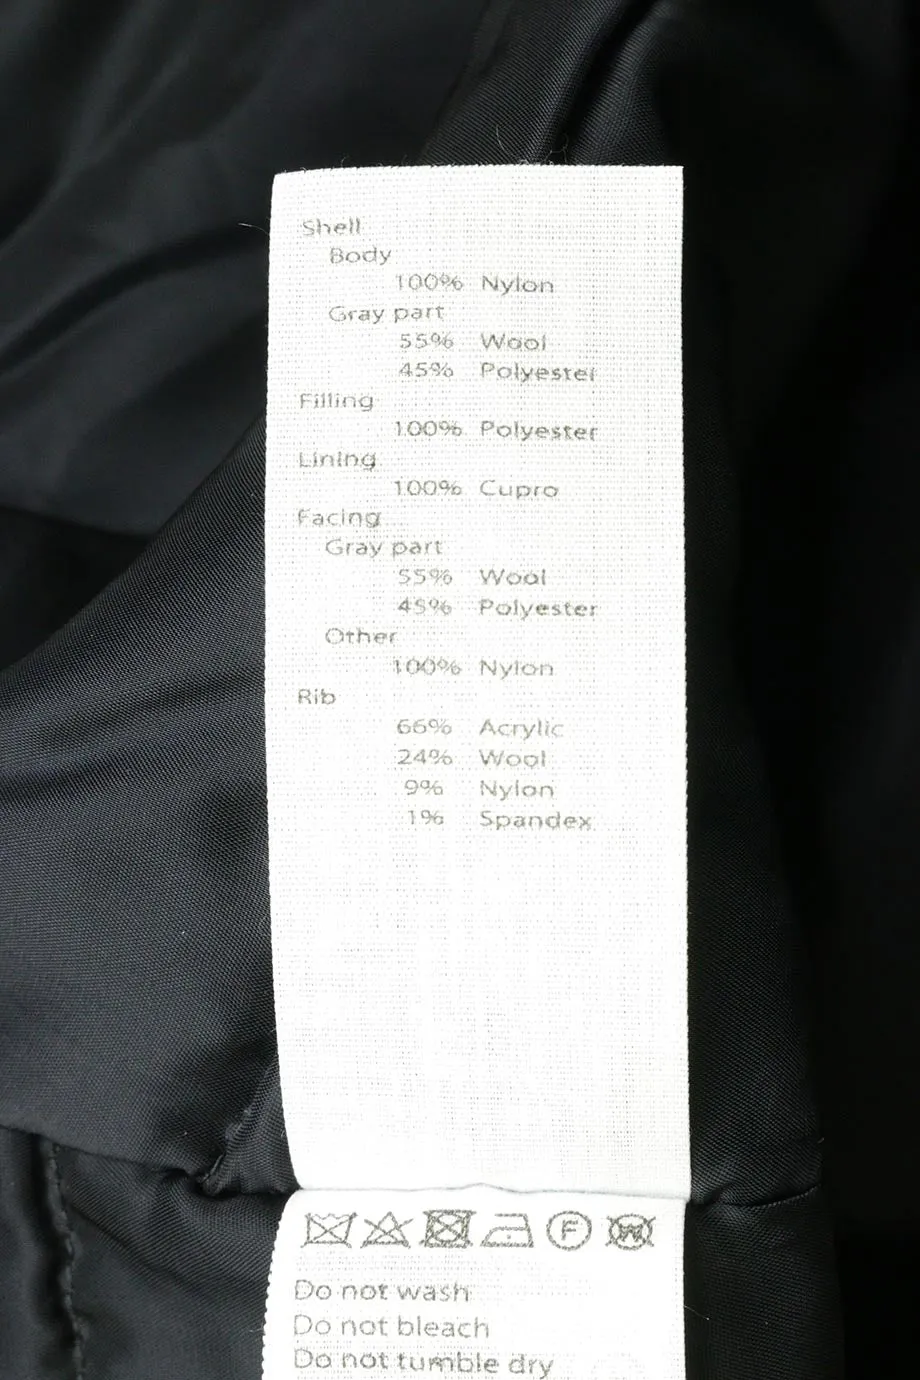 Shell
Body
100% Nylon
Gray part
55% Wool
45% Polyester
Filling
100% Polyester
Lining
100% Cupro
Facing
Gray part
55% Wool
45% Polyester
Other
100% Nylon
Rib
66% Acrylic
24% Wool
9% Nylon
1% Spandex
F W
Do not wash
Do not bleach
Do not tumble dry